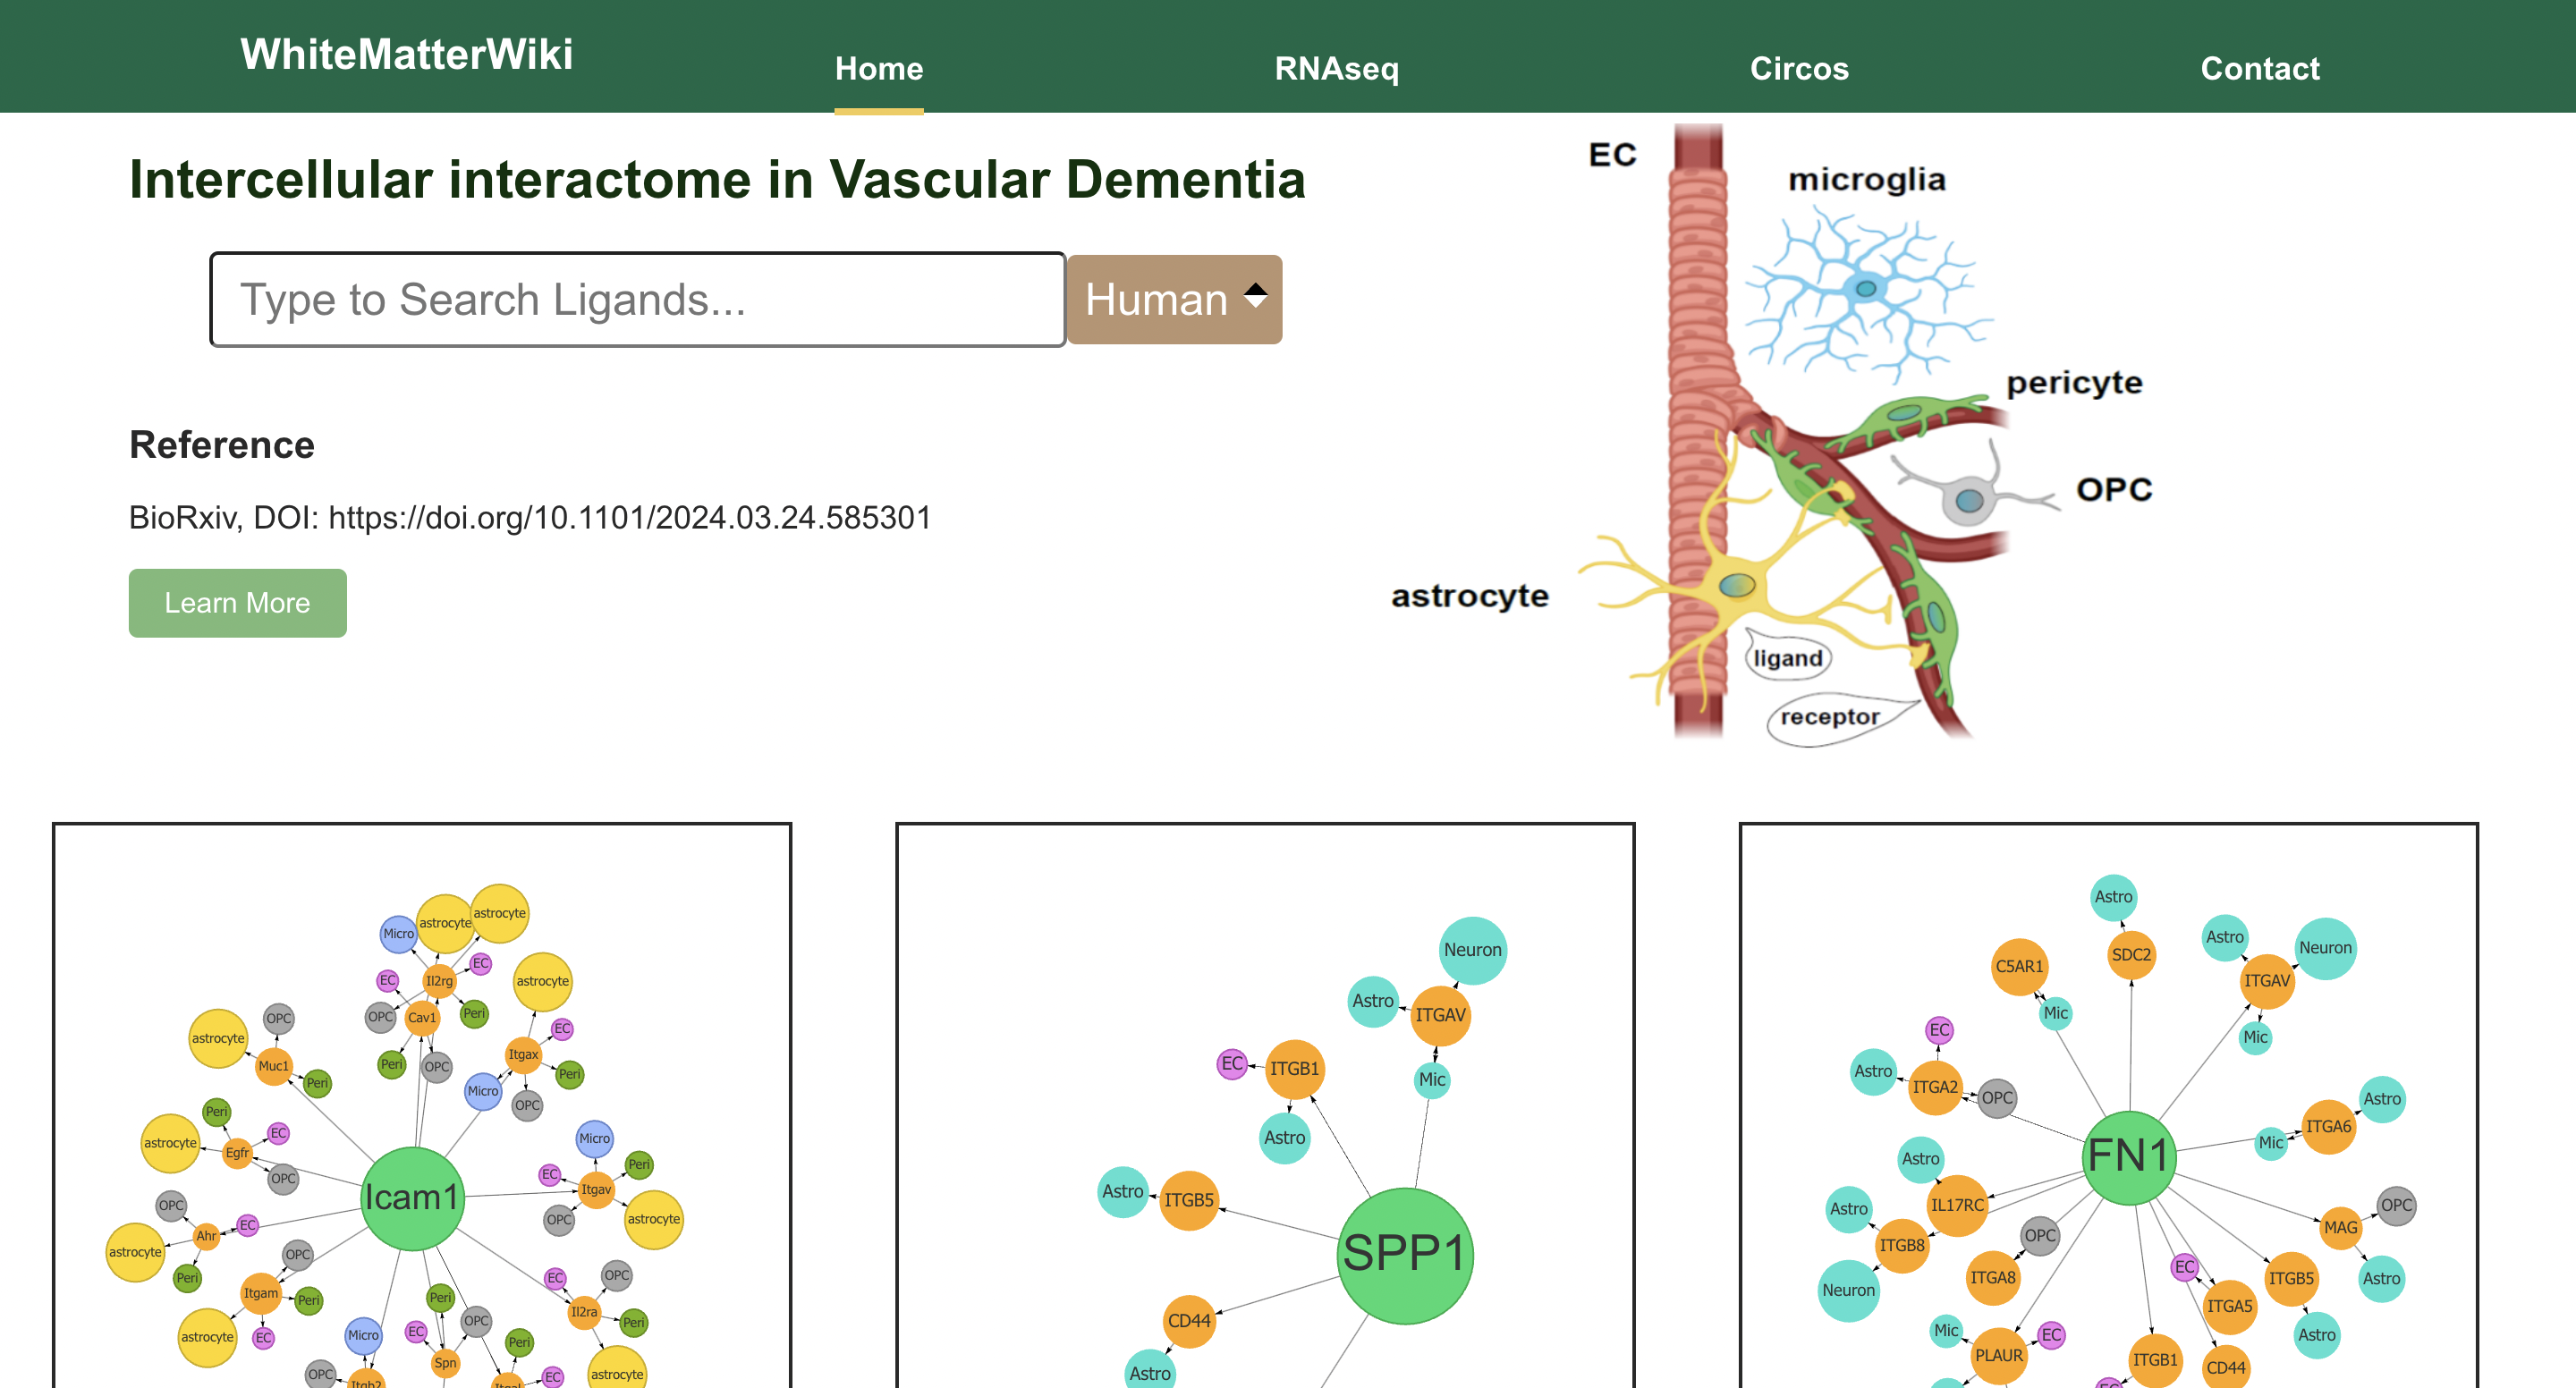 WhiteMatterWiki
Home
RNAseq
Circos
Contact
Intercellular interactome in Vascular Dementia
Type to Search Ligands...
Human
Reference
BioRxiv, DOI: https://doi.org/10.1101/2024.03.24.585301
Learn More
EC
microglia
pericyte
OPC
astrocyte
ligand
receptor
astrocyte
astrocyte
Micro
EC
EC
Il2rg
astrocyte
OPC
Cav1
Peri
OPC
EC
astrocyte
Itgax
Muc1
Peri
OPC
Peri
Peri
Micro
OPC
Peri
EC
Micro
astrocyte
Egfr
Peri
OPC
EC
Itgav
Icam1
OPC
OPC
astrocyte
EC
Ahr
astrocyte
OPC
Peri
EC
OPC
Itgam
Peri
Peri
Il2ra
OPC
Peri
astrocyte
EC
Micro
EC
Peri
Spn
OPC
EC
astrocyte
Itgb2
Itgal
Neuron
Astro
ITGAV
EC
ITGB1
Mic
Astro
Astro
ITGB5
SPP1
CD44
Astro
Astro
Astro
Neuron
SDC2
C5AR1
ITGAV
Mic
EC
Mic
Astro
ITGA2
OPC
Astro
ITGA6
Mic
FN1
Astro
IL17RC
OPC
Astro
MAG
OPC
ITGB8
EC
ITGA8
ITGB5
Astro
Neuron
ITGA5
Mic
EC
Astro
PLAUR
ITGB1
CD44
EC